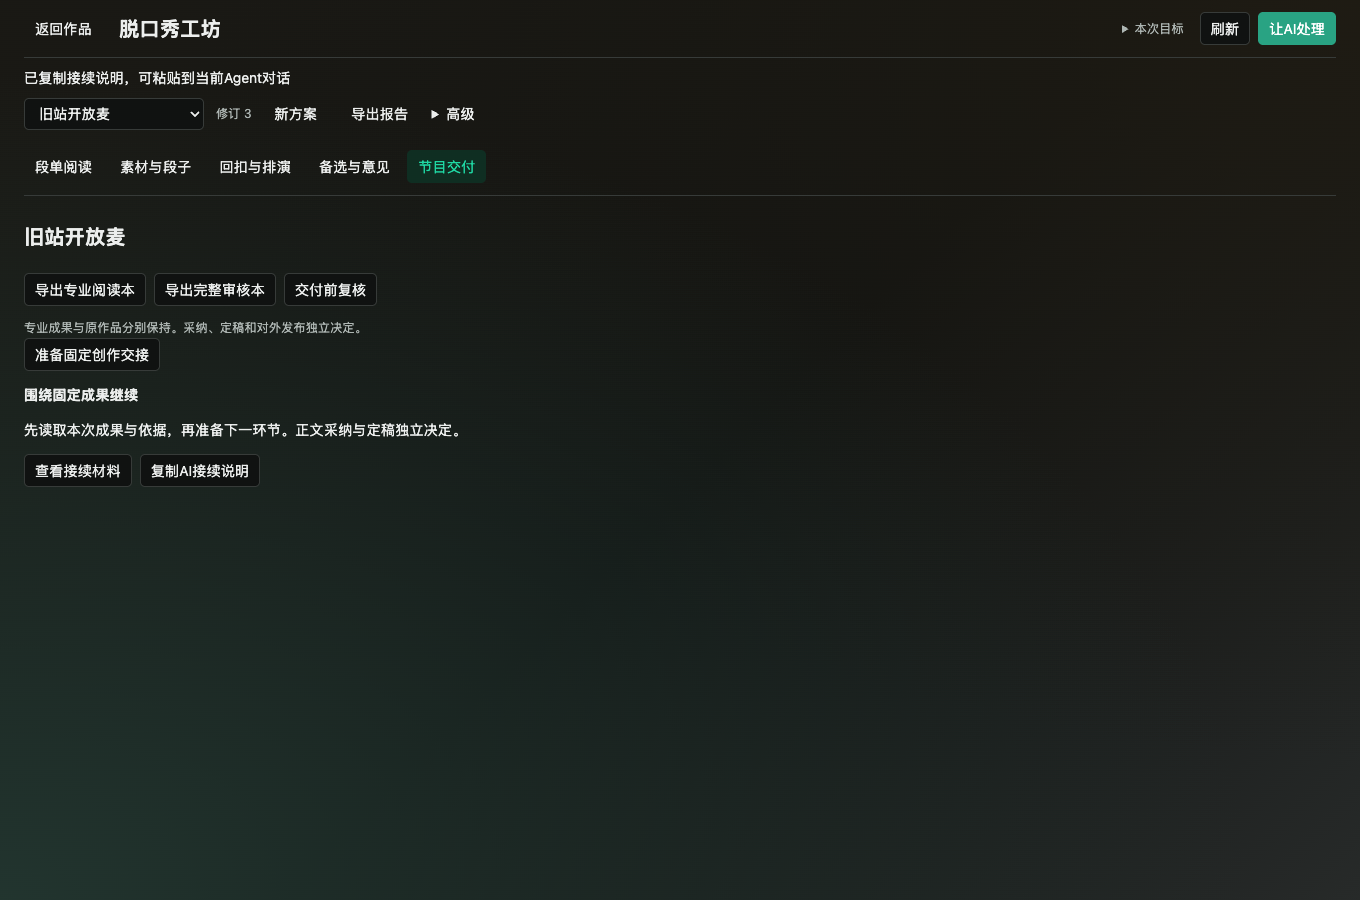 返回作品 脱口秀工坊 ▶ 本次目标 刷新 让AI处理
已复制接续说明，可粘贴到当前Agent对话
旧站开放麦 修订 3 新方案 导出报告 ▶ 高级
段单阅读 素材与段子 回扣与排演 备选与意见 节目交付
旧站开放麦
导出专业阅读本 导出完整审核本 交付前复核
专业成果与原作品分别保持。采纳、定稿和对外发布独立决定。
准备固定创作交接
围绕固定成果继续
先读取本次成果与依据，再准备下一环节。正文采纳与定稿独立决定。
查看接续材料 复制AI接续说明